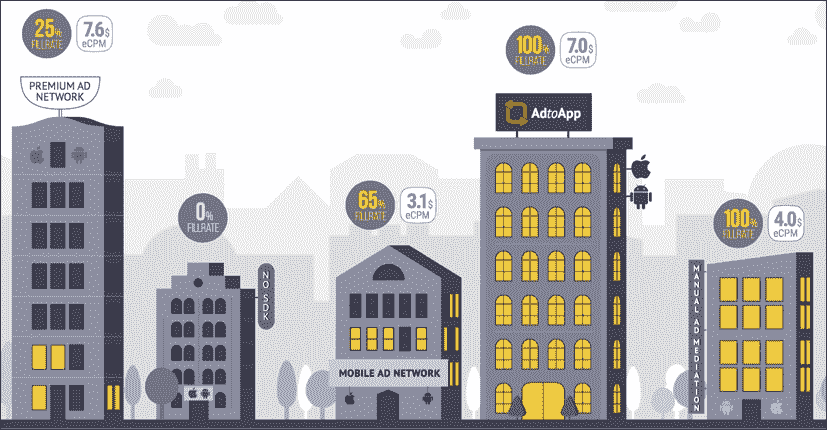 25%
FILLRATE
7.6$
eCPM
PREMIUM AD
NETWORK
0%
FILLRATE
NO SDK
65%
FILLRATE
3.1$
eCPM
MOBILE AD NETWORK
100%
FILLRATE
7.0$
eCPM
AdtoApp
100%
FILLRATE
4.0$
eCPM
MANUAL AD MEDIATION